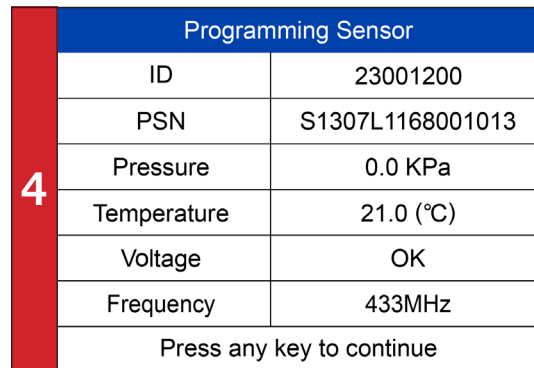 4
Programming Sensor
ID 23001200
PSN S1307L1168001013
Pressure 0.0 KPa
Temperature 21.0 (℃)
Voltage OK
Frequency 433MHz
Press any key to continue